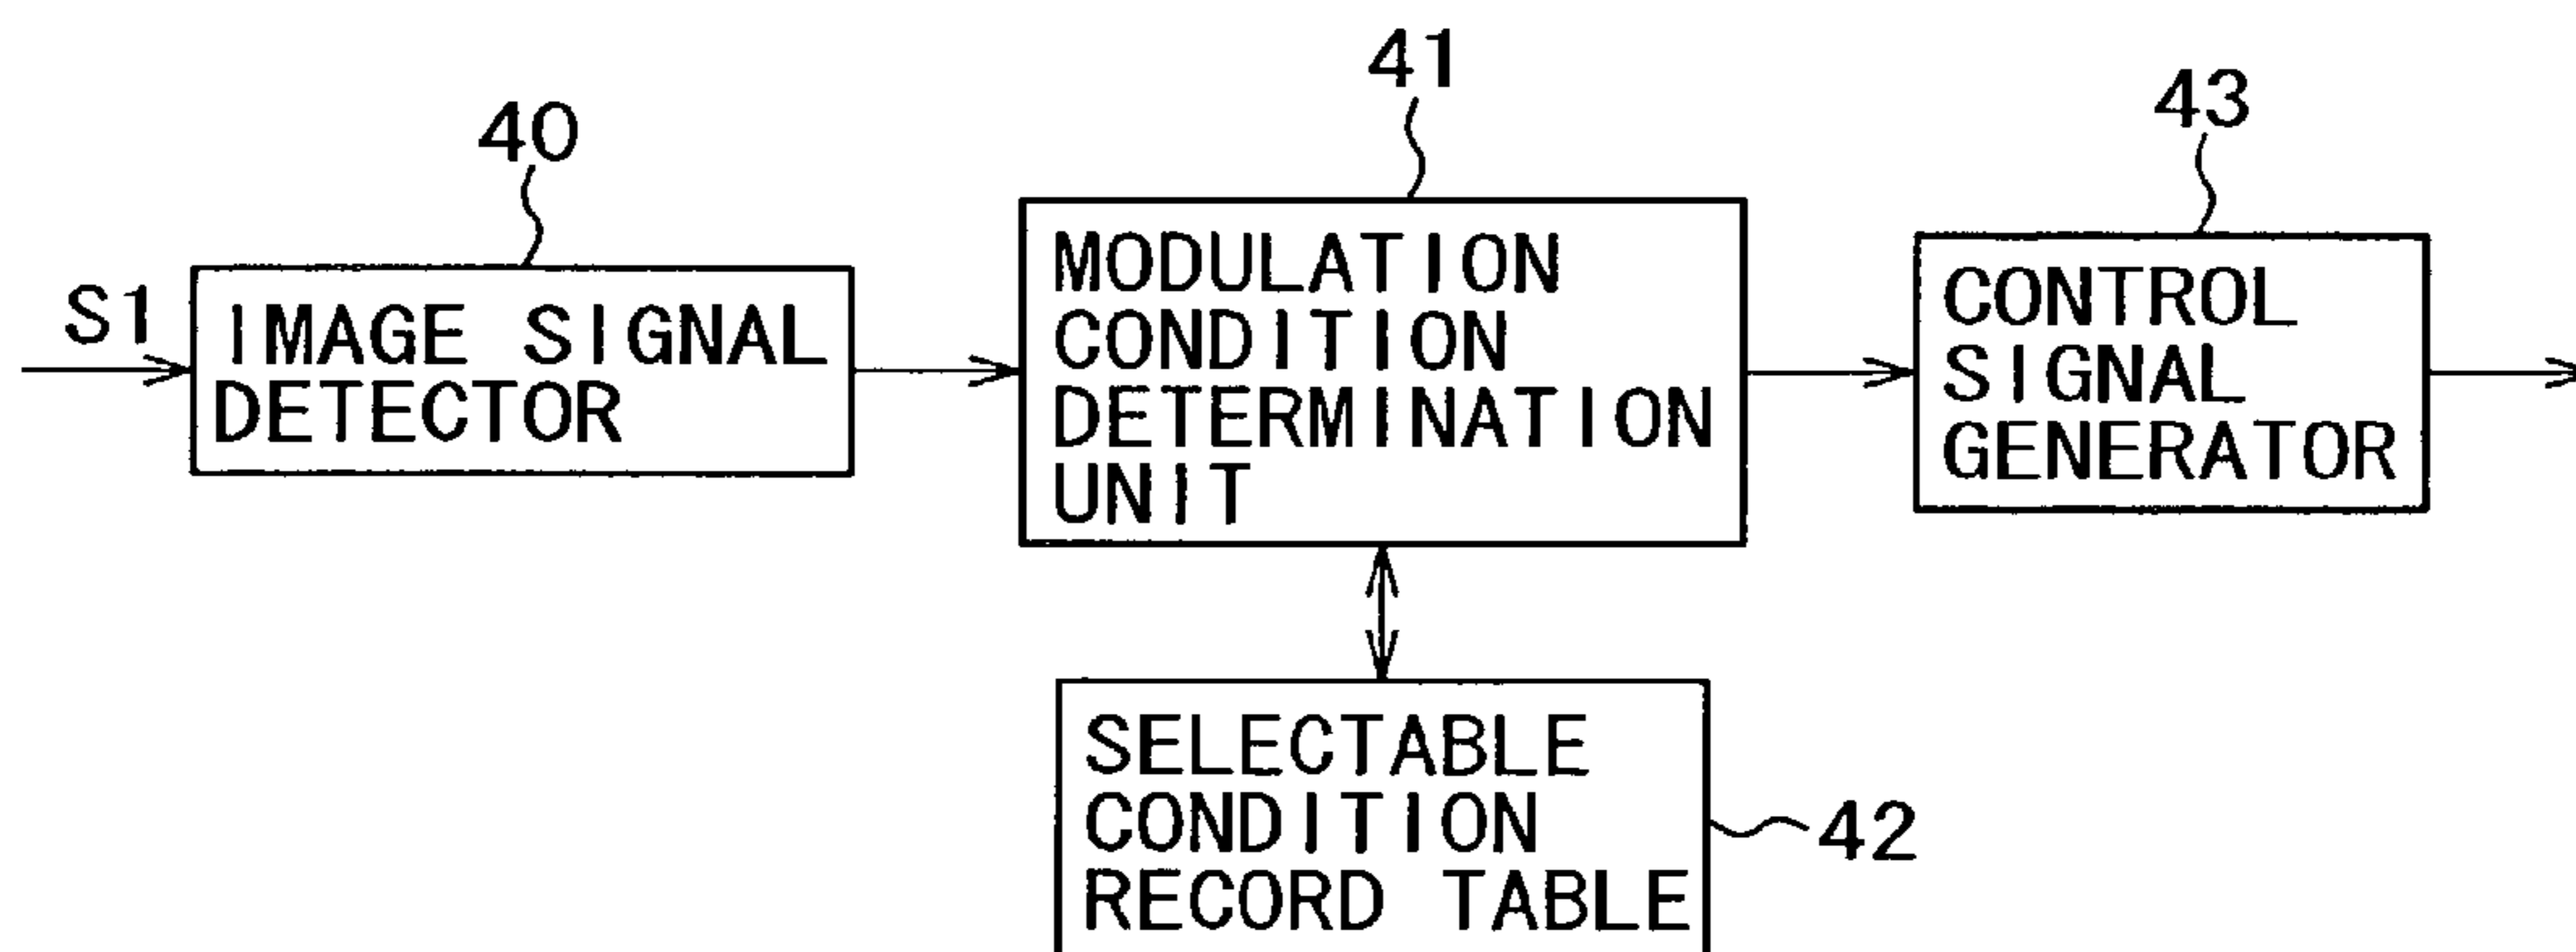 41
43
40
S1
IMAGE SIGNAL
DETECTOR
MODULATION
CONDITION
DETERMINATION
UNIT
CONTROL
SIGNAL
GENERATOR
SELECTABLE
CONDITION
RECORD TABLE
42